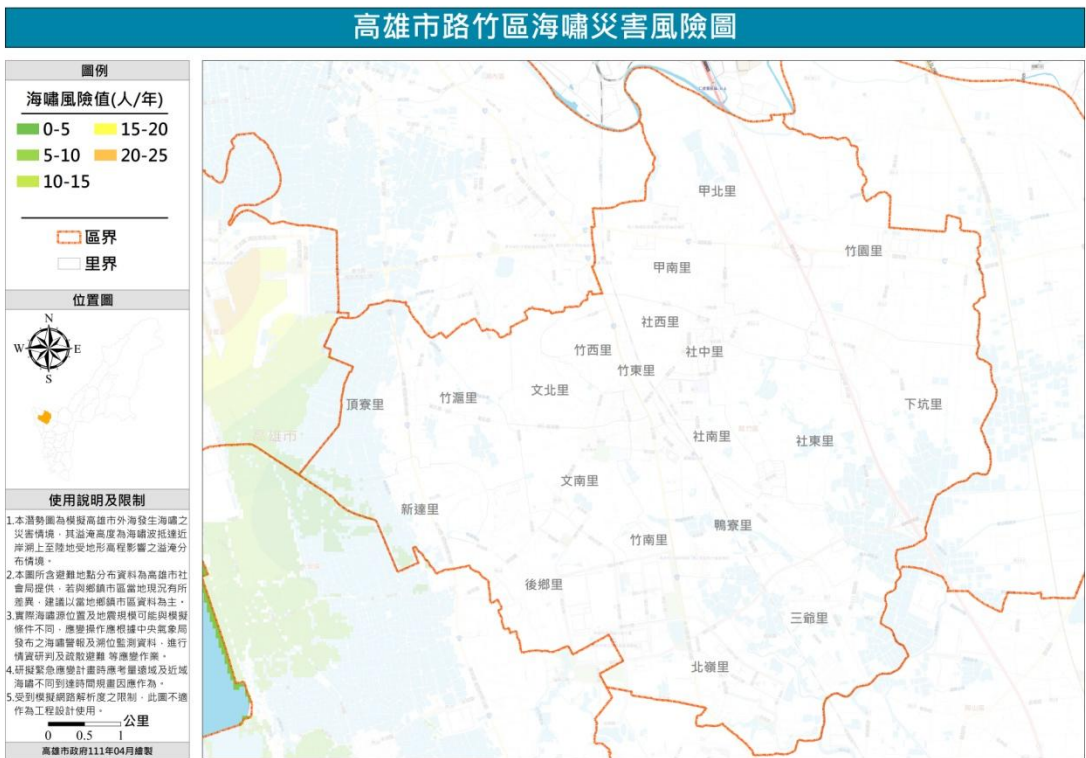 高雄市路竹區海嘯災害風險圖
圖例
海嘯風險值(人/年)
0-5
15-20
5-10
20-25
10-15
區界
里界
位置圖
N
W
E
S
使用說明及限制
1.本潛勢圖為模擬高雄市外海發生海嘯之
災害情境，其溢淹高度為海嘯波抵達近
岸溯上至陸地受地形高程影響之溢淹分
布情境。
2.本圖所含避難地點分布資料為高雄市社
會局提供，若與鄉鎮市區當地現況有所
差異，建議以當地鄉鎮市區資料為主。
3.實際海嘯源位置及地震規模可能與模擬
條件不同，應變操作應根據中央氣象局
發布之海嘯警報及潮位監測資料，進行
情資研判及疏散避難 等應變作業。
4.研擬緊急應變計畫時應考量遠域及近域
海嘯不同到達時間規畫因應作為。
5.受到模擬網路解析度之限制，此圖不適
作為工程設計使用。
公里
0 0.5 1
高雄市政府111年04月繪製
甲北里
竹園里
甲南里
社西里
竹西里
社中里
竹東里
文北里
竹滬里
頂寮里
下坑里
高雄市
社南里
社東里
文南里
新達里
鴨寮里
竹南里
後鄉里
三爺里
北嶺里